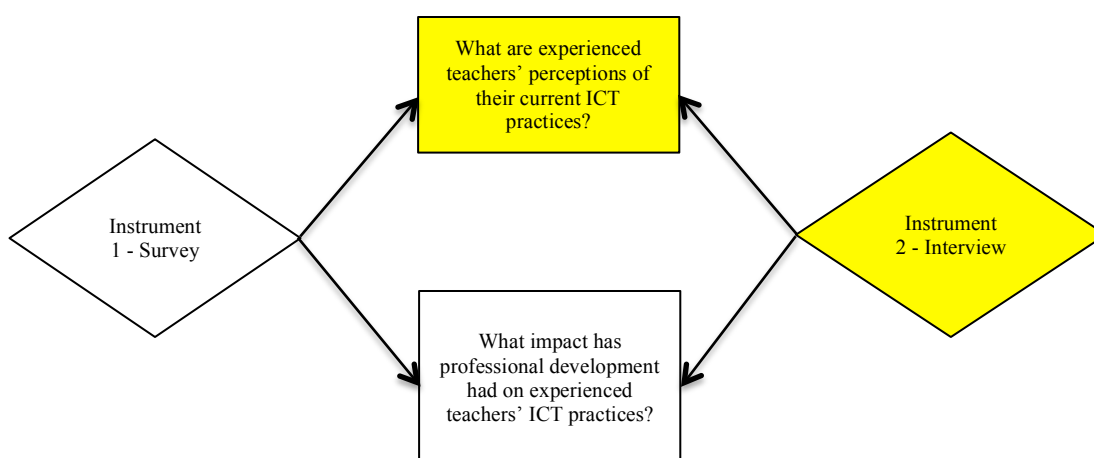 What are experienced
teachers’ perceptions of
their current ICT
practices?
Instrument
1 - Survey
Instrument
2 - Interview
What impact has
professional development
had on experienced
teachers’ ICT practices?